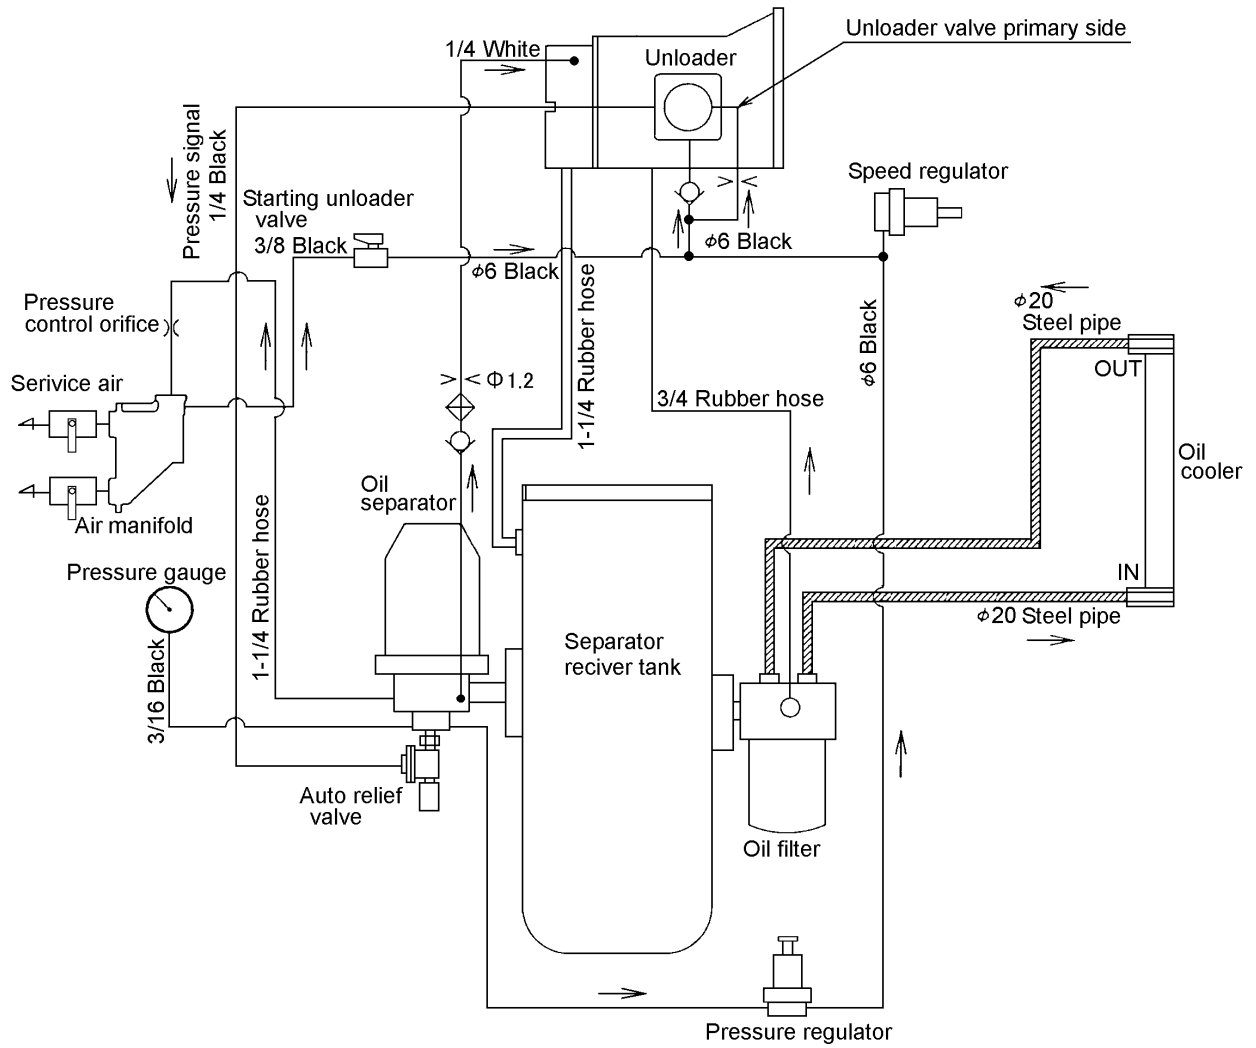 1/4 White
Unloader
Unloader valve primary side
Pressure signal
1/4 Black
Starting unloader
valve
3/8 Black
Speed regulator
ϕ6 Black
ϕ6 Black
Pressure
control orifice
1-1/4 Rubber hose
ϕ6 Black
ϕ20
Steel pipe
OUT
Serivice air
Φ1.2
3/4 Rubber hose
Oil
cooler
Oil
separator
Air manifold
1-1/4 Rubber hose
Pressure gauge
IN
ϕ20 Steel pipe
Separator
reciver tank
3/16 Black
Auto relief
valve
Oil filter
Pressure regulator